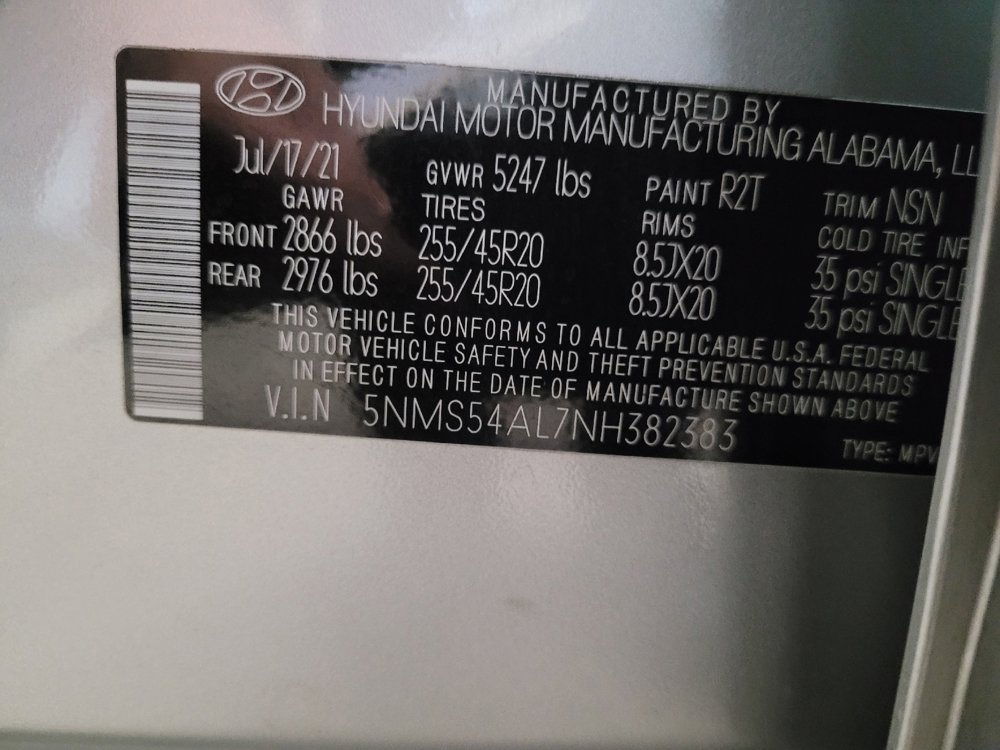 MANUFACTURED BY
HYUNDAI MOTOR MANUFACTURING ALABAMA,
Jul/17/21 GVWR 5247 lbs PAINT R2T TRIM NSN
GAWR TIRES RIMS COLD TIRE INF
FRONT 2866 lbs 255/45R20 8.5JX20 35 psi SINGLE
REAR 2976 lbs 255/45R20 8.5JX20 35 psi SINGLE
THIS VEHICLE CONFORMS TO ALL APPLICABLE U.S.A. FEDERAL
MOTOR VEHICLE SAFETY AND THEFT PREVENTION STANDARDS
IN EFFECT ON THE DATE OF MANUFACTURE SHOWN ABOVE
V.I.N 5NMS54AL7NH382383
TYPE: MPV